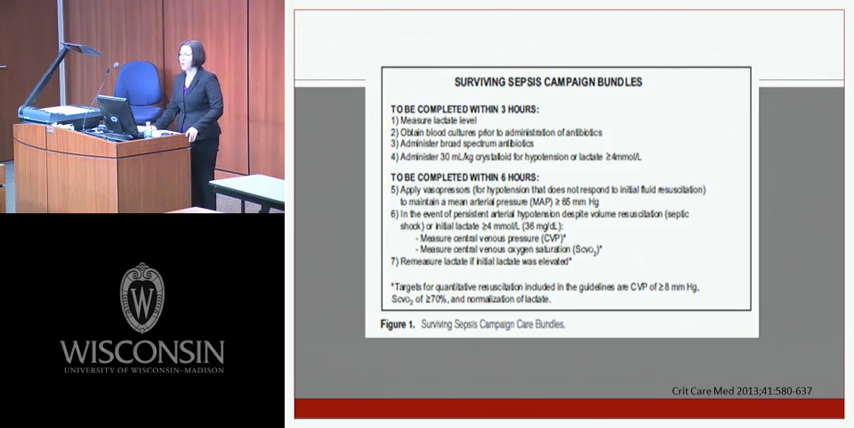 SURVIVING SEPSIS CAMPAIGN BUNDLES
TO BE COMPLETED WITHIN 3 HOURS:
1) Measure lactate level
2) Obtain blood cultures prior to administration of antibiotics
3) Administer broad spectrum antibiotics
4) Administer 30 mL/kg crystalloid for hypotension or lactate ≥4mmol/L
TO BE COMPLETED WITHIN 6 HOURS:
5) Apply vasopressors (for hypotension that does not respond to initial fluid resuscitation)
to maintain a mean arterial pressure (MAP) ≥ 65 mm Hg
6) In the event of persistent arterial hypotension despite volume resuscitation (septic
shock) or initial lactate ≥4 mmol/L (36 mg/dL):
- Measure central venous pressure (CVP)*
- Measure central venous oxygen saturation (Scvo₂)*
7) Remeasure lactate if initial lactate was elevated*
*Targets for quantitative resuscitation included in the guidelines are CVP of ≥8 mm Hg,
Scvo₂ of ≥70%, and normalization of lactate.
Figure 1. Surviving Sepsis Campaign Care Bundles.
Crit Care Med 2013;41:580-637
W
WISCONSIN
UNIVERSITY OF WISCONSIN–MADISON